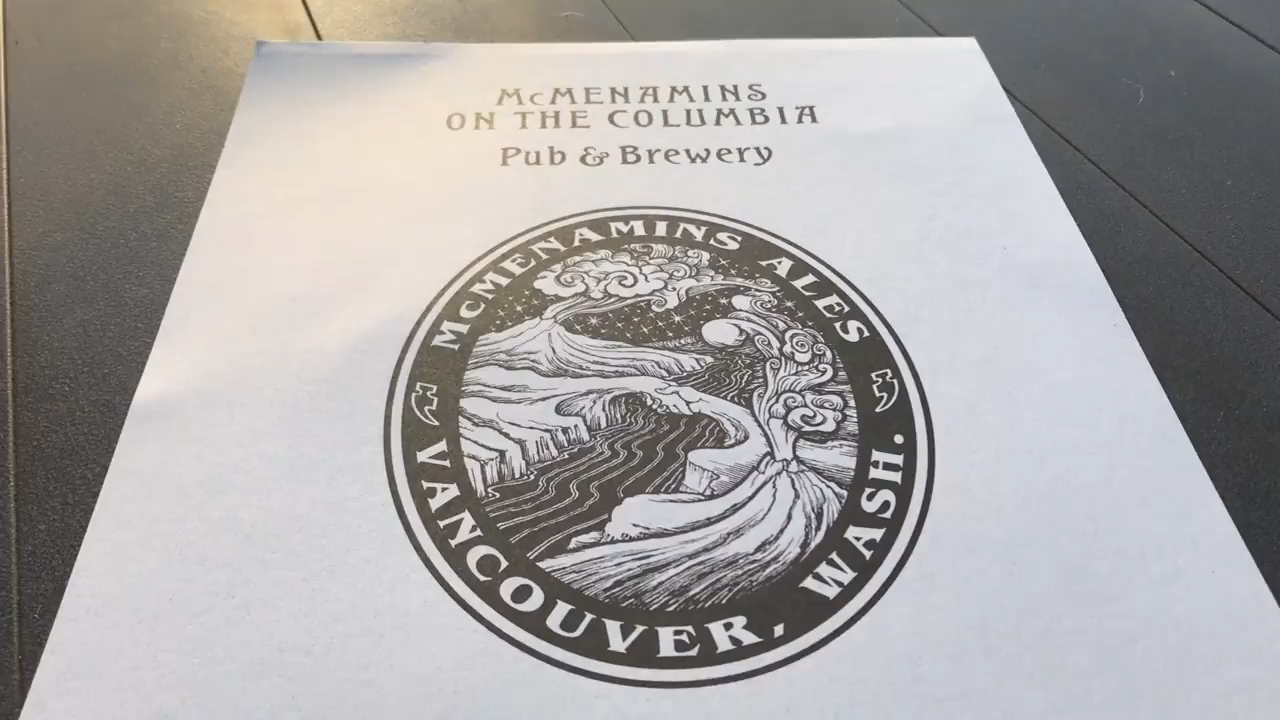 McMENAMINS
ON THE COLUMBIA
Pub & Brewery
McMENAMINS ALES
VANCOUVER, WASH.